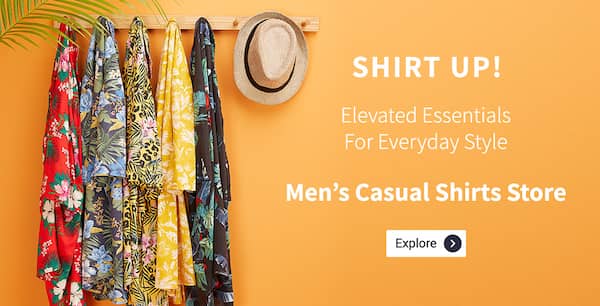 SHIRT UP!
Elevated Essentials
For Everyday Style
Men’s Casual Shirts Store
Explore